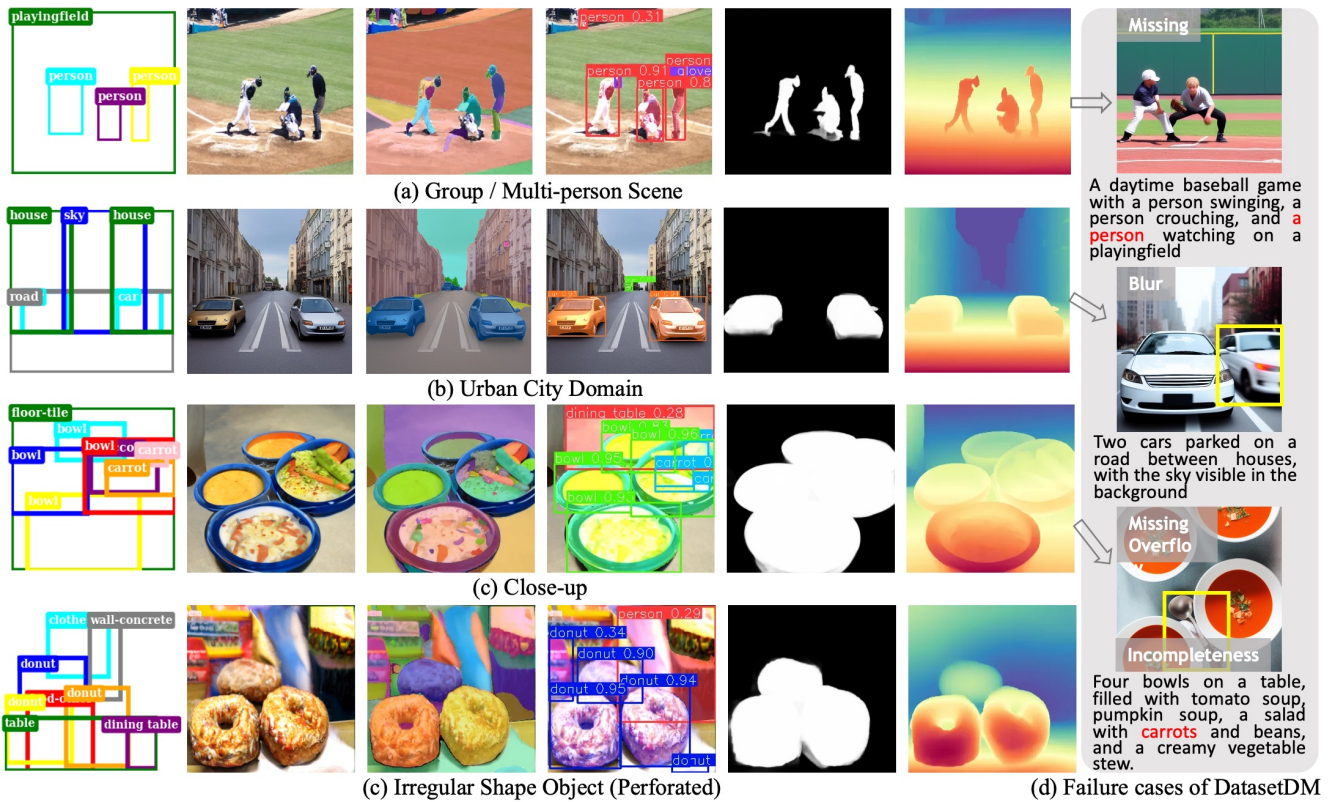 playingfield
person
person
person
person 0.31
person 0.91
glove
person 0.8
(a) Group / Multi-person Scene
Missing
A daytime baseball game
with a person swinging, a
person crouching, and a
person watching on a
playingfield
house
sky
house
road
car
(b) Urban City Domain
Blur
Two cars parked on a
road between houses,
with the sky visible in the
background
floor-tile
bowl
bowl
bowl
co
carrot
carrot
bowl
dining table 0.28
bowl 0.96
bowl 0.95
carrot 0
(c) Close-up
Missing
Overflo
w
Incompleteness
Four bowls on a table,
filled with tomato soup,
pumpkin soup, a salad
with carrots and beans,
and a creamy vegetable
stew.
clothe
wall-concrete
donut
donut
donut
table
dining table
person 0.29
donut 0.34
donut 0.90
donut 0.95
donut 0.94
donut
(c) Irregular Shape Object (Perforated)
(d) Failure cases of DatasetDM